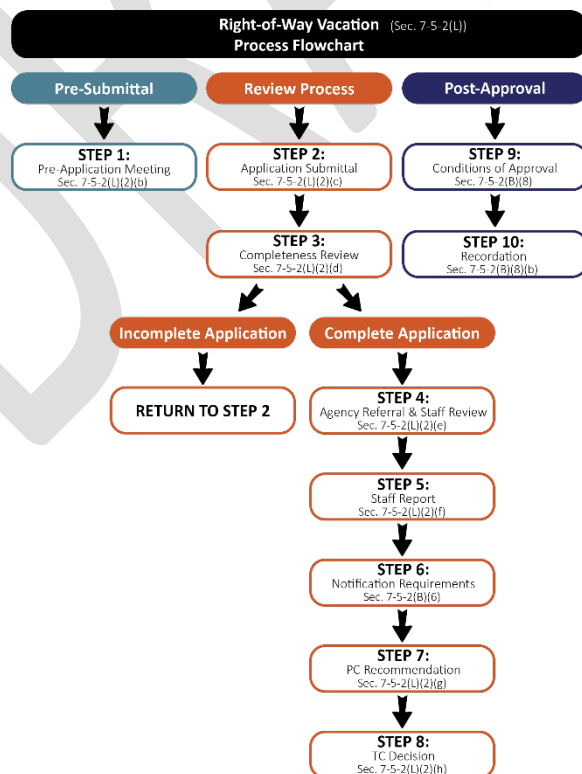 Right-of-Way Vacation (Sec. 7-5-2(L))
Process Flowchart
Pre-Submittal
Review Process
Post-Approval
STEP 1:
Pre-Application Meeting
Sec. 7-5-2(L)(2)(b)
STEP 2:
Application Submittal
Sec. 7-5-2(L)(2)(c)
STEP 9:
Conditions of Approval
Sec. 7-5-2(B)(8)
STEP 3:
Completeness Review
Sec. 7-5-2(L)(2)(d)
STEP 10:
Recordation
Sec. 7-5-2(B)(8)(b)
Incomplete Application
Complete Application
RETURN TO STEP 2
STEP 4:
Agency Referral & Staff Review
Sec. 7-5-2(L)(2)(e)
STEP 5:
Staff Report
Sec. 7-5-2(L)(2)(f)
STEP 6:
Notification Requirements
Sec. 7-5-2(B)(6)
STEP 7:
PC Recommendation
Sec. 7-5-2(L)(2)(g)
STEP 8:
TC Decision
Sec. 7-5-2(L)(2)(h)